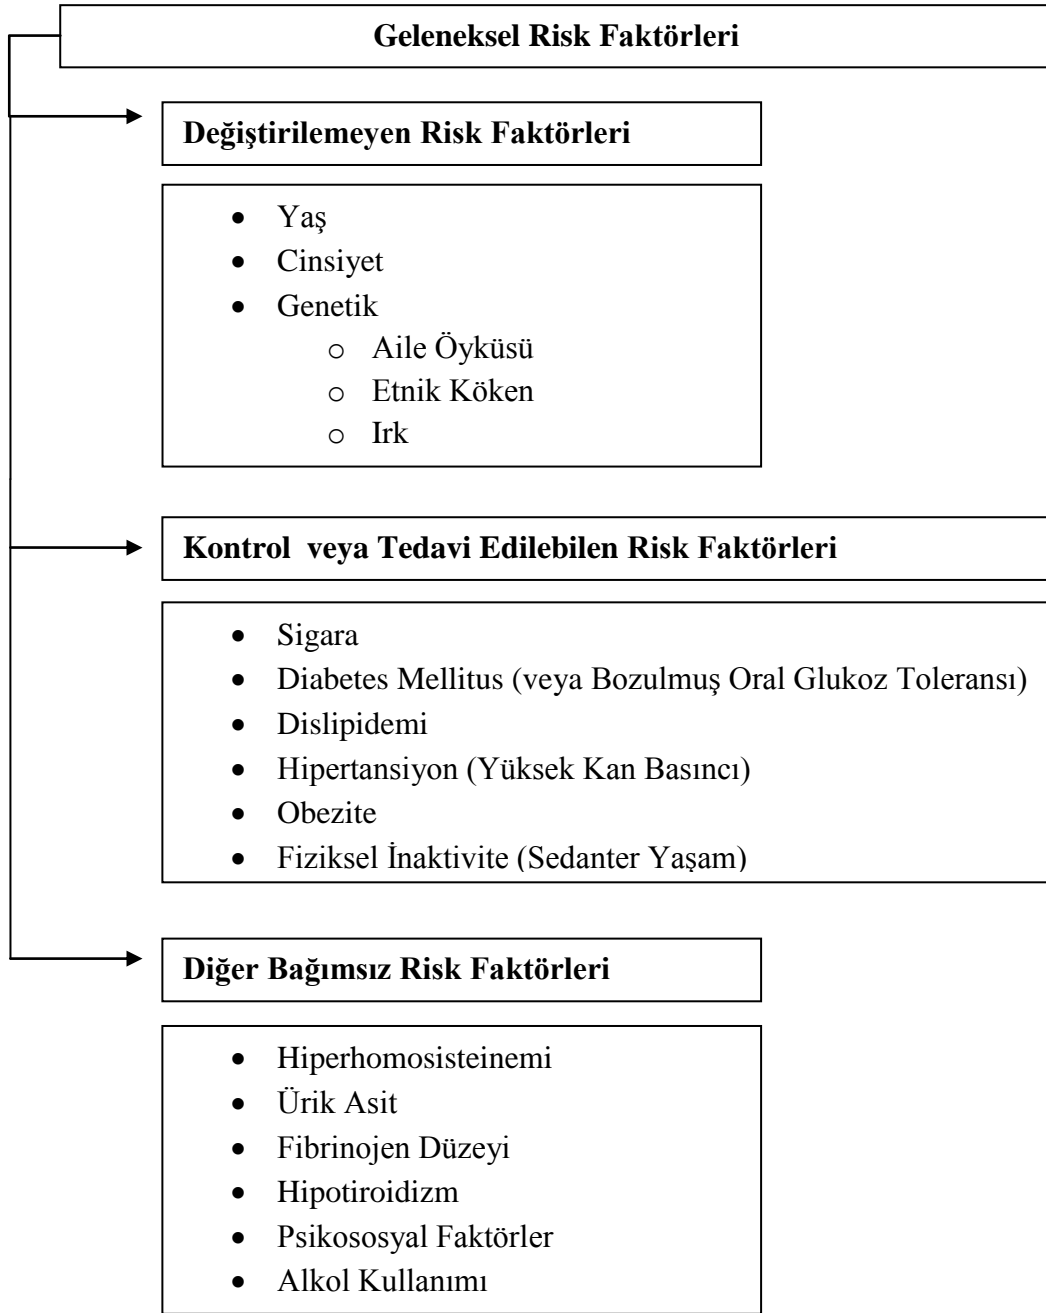 Geleneksel Risk Faktörleri
Değiştirilemeyen Risk Faktörleri
• Yaş
• Cinsiyet
• Genetik
o Aile Öyküsü
o Etnik Köken
o Irk
Kontrol veya Tedavi Edilebilen Risk Faktörleri
• Sigara
• Diabetes Mellitus (veya Bozulmuş Oral Glukoz Toleransı)
• Dislipidemi
• Hipertansiyon (Yüksek Kan Basıncı)
• Obezite
• Fiziksel İnaktivite (Sedanter Yaşam)
Diğer Bağımsız Risk Faktörleri
• Hiperhomosisteinemi
• Ürik Asit
• Fibrinojen Düzeyi
• Hipotiroidizm
• Psikososyal Faktörler
• Alkol Kullanımı